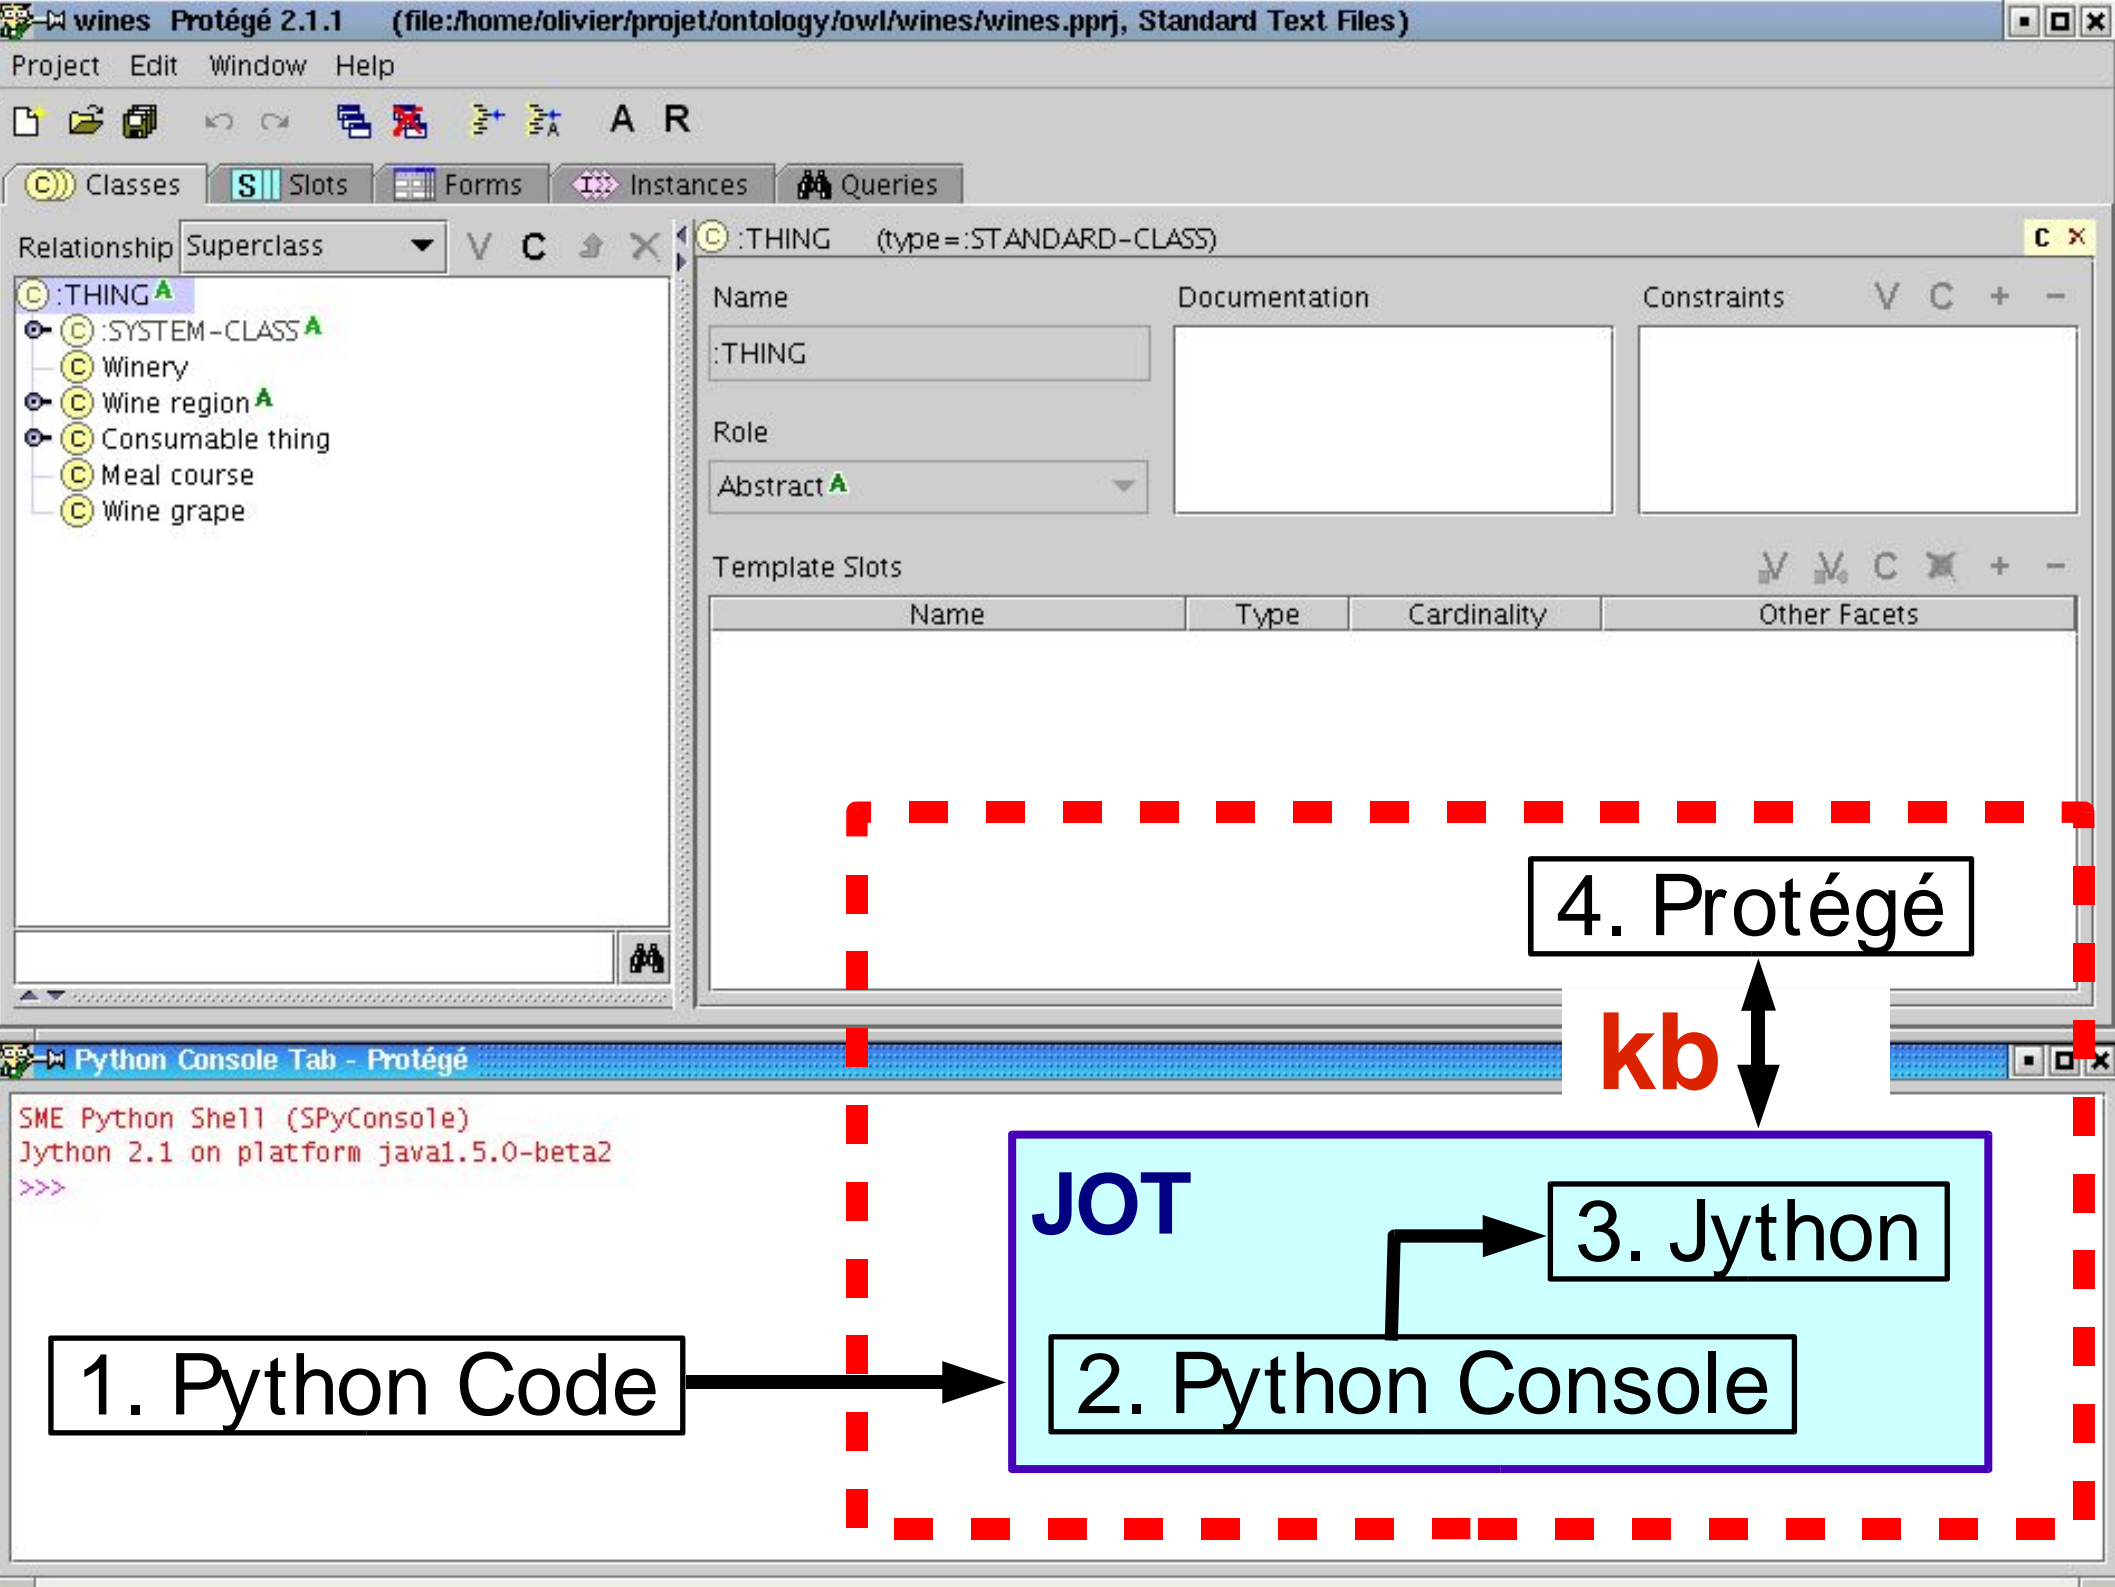 wines Protégé 2.1.1 (file:/home/olivier/projet/ontology/owl/wines/wines.pprj, Standard Text Files)
Project Edit Window Help
A R
C Classes S Slots Forms I Instances Queries
Relationship Superclass V C
C :THING A
C :SYSTEM-CLASS A
C Winery
C Wine region A
C Consumable thing
C Meal course
C Wine grape
C :THING (type=:STANDARD-CLASS) C ×
Name Documentation Constraints V C + -
:THING
Role
Abstract A
Template Slots V V C + -
Name Type Cardinality Other Facets
4. Protégé
kb
Python Console Tab - Protégé
SME Python Shell (SPyConsole)
Jython 2.1 on platform java1.5.0-beta2
>>>
JOT
3. Jython
1. Python Code
2. Python Console